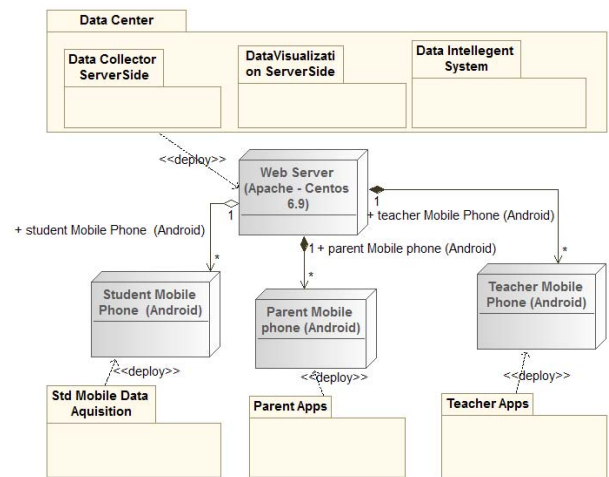 Data Center
Data Collector
ServerSide
DataVisualizati
on ServerSide
Data Intellegent
System
<<deploy>>
Web Server
(Apache - Centos
6.9)
1
1
+ teacher Mobile Phone (Android)
+ student Mobile Phone  (Android)
1
+ parent Mobile phone (Android)
*
*
*
Student Mobile
Phone  (Android)
Parent Mobile
phone (Android)
Teacher Mobile
Phone (Android)
<<deploy>>
<<deploy>>
<<deploy>>
Std Mobile Data
Aquisition
Parent Apps
Teacher Apps